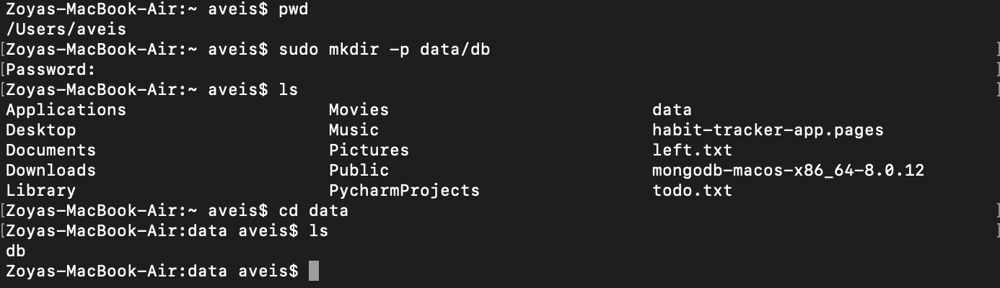 Zoyas-MacBook-Air:~ aveis$ pwd
/Users/aveis
[Zoyas-MacBook-Air:~ aveis$ sudo mkdir -p data/db ]
[Password: ]
[Zoyas-MacBook-Air:~ aveis$ ls ]
Applications Movies data
Desktop Music habit-tracker-app.pages
Documents Pictures left.txt
Downloads Public mongodb-macos-x86_64-8.0.12
Library PycharmProjects todo.txt
[Zoyas-MacBook-Air:~ aveis$ cd data ]
[Zoyas-MacBook-Air:data aveis$ ls ]
db
Zoyas-MacBook-Air:data aveis$